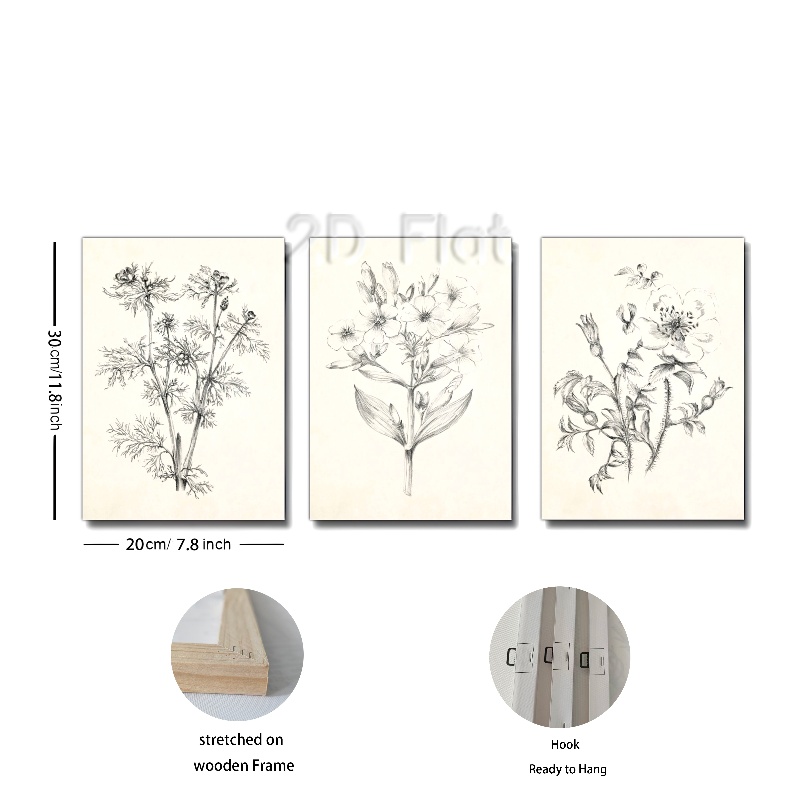 2D Flat
30cm/11.8inch
20cm/ 7.8 inch
stretched on
wooden Frame
Hook
Ready to Hang